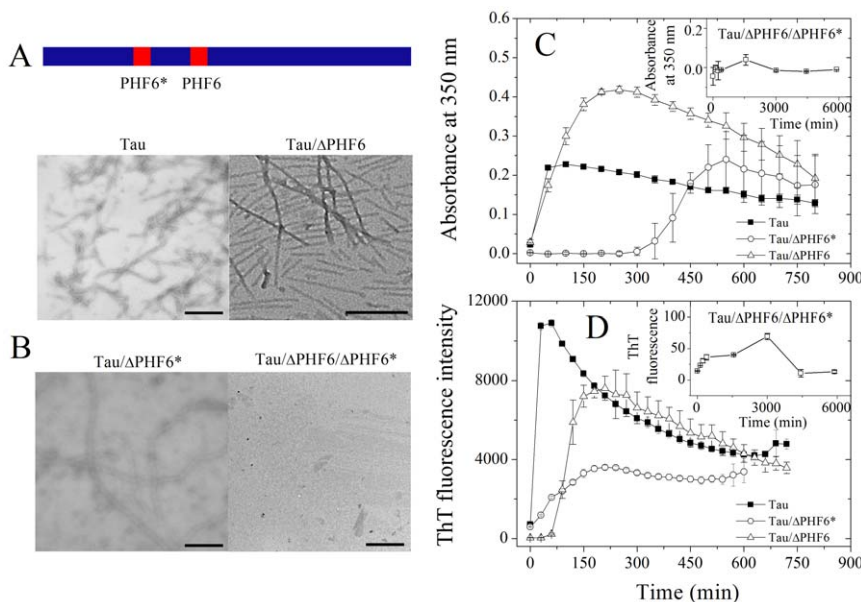 A
PHF6* PHF6
Tau Tau/ΔPHF6
B
Tau/ΔPHF6* Tau/ΔPHF6/ΔPHF6*
C
Absorbance at 350 nm
0.6
0.5
0.4
0.3
0.2
0.1
0.0
0 150 300 450 600 750 900
Tau/ΔPHF6/ΔPHF6*
Absorbance
at 350 nm
0.2
0.0
0 3000 6000
Time (min)
Tau
Tau/ΔPHF6*
Tau/ΔPHF6
D
ThT fluorescence intensity
12000
8000
4000
0
0 150 300 450 600 750 900
Time (min)
Tau/ΔPHF6/ΔPHF6*
ThT
fluorescence
100
75
50
25
0
0 3000 6000
Time (min)
Tau
Tau/ΔPHF6*
Tau/ΔPHF6